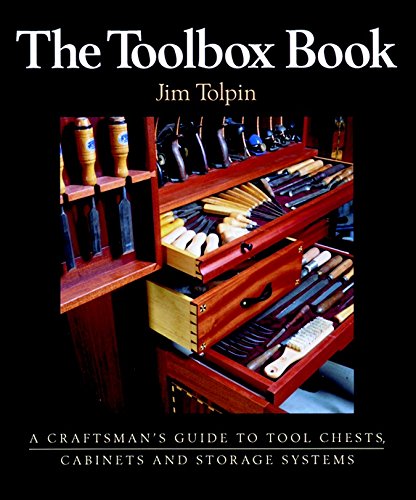 The Toolbox Book
Jim Tolpin
A CRAFTSMAN'S GUIDE TO TOOL CHESTS,
CABINETS AND STORAGE SYSTEMS